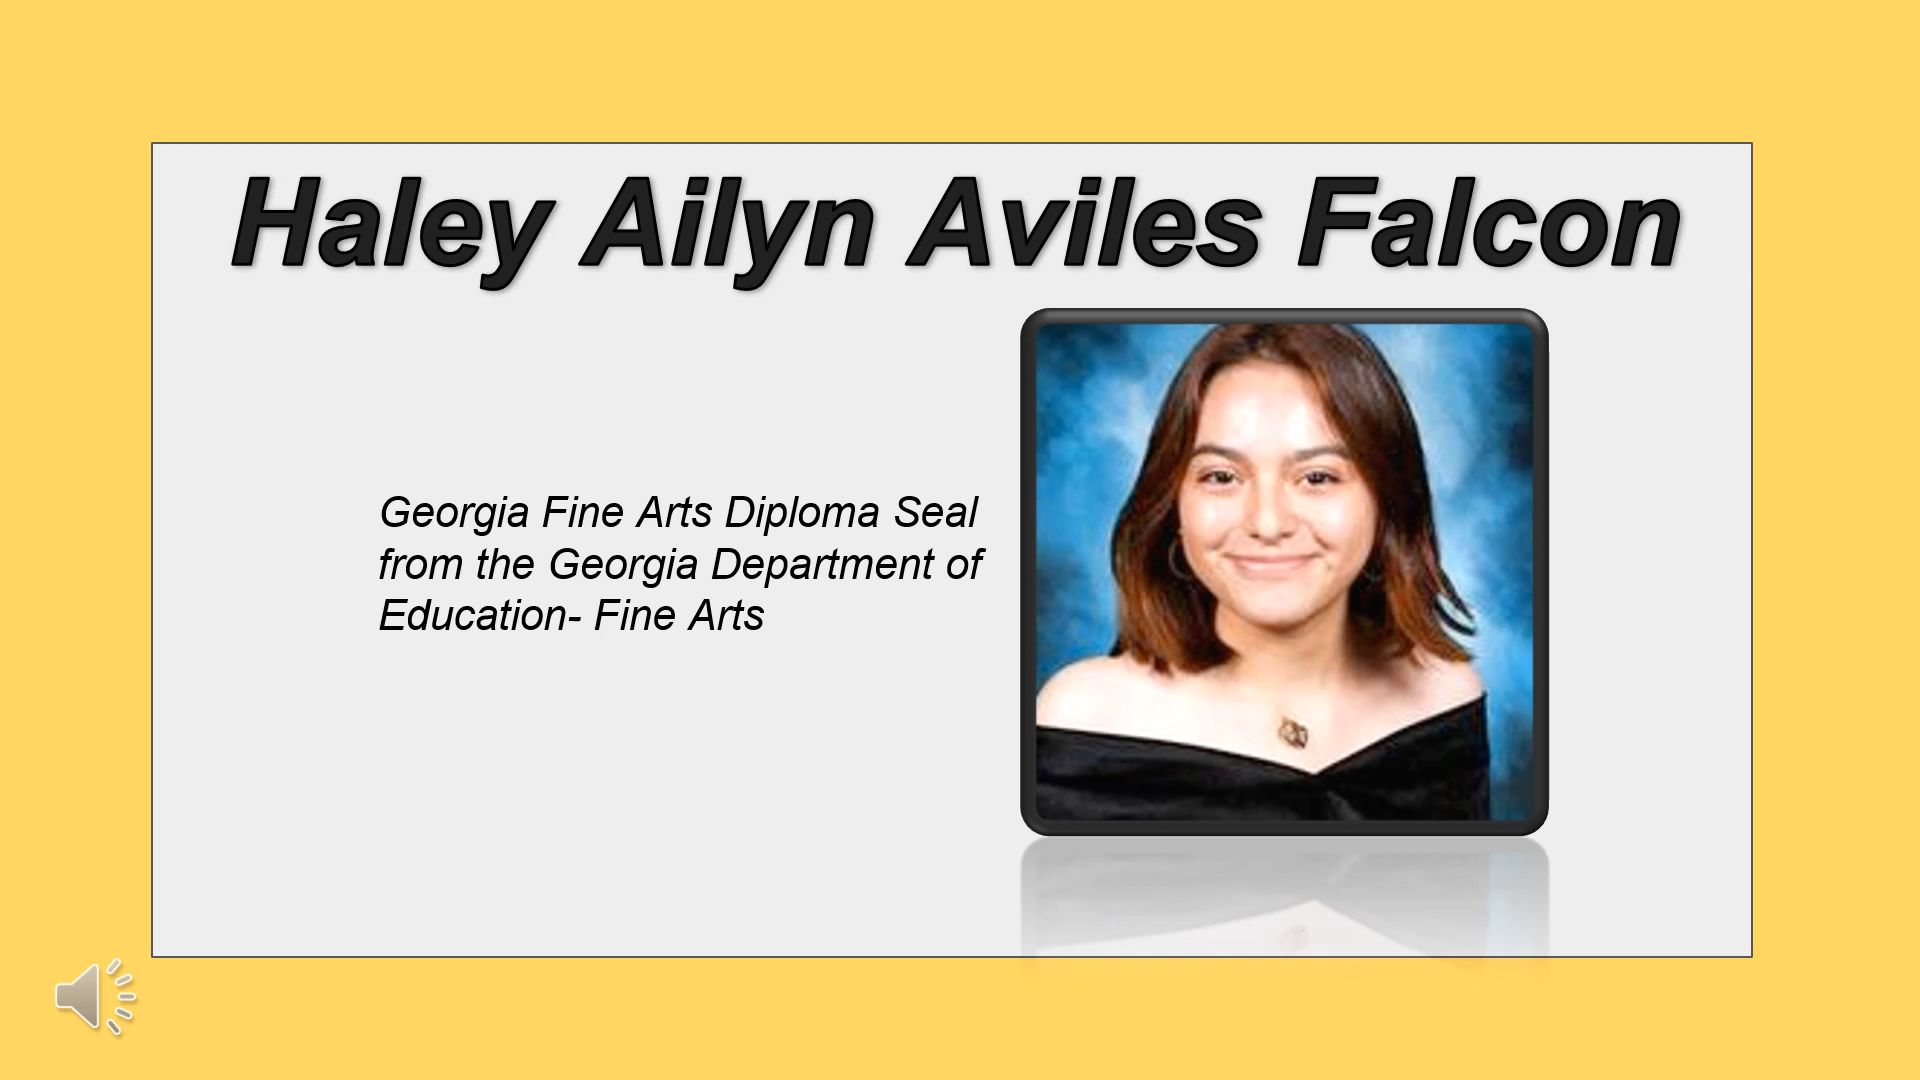 Haley Ailyn Aviles Falcon
Georgia Fine Arts Diploma Seal
from the Georgia Department of
Education- Fine Arts